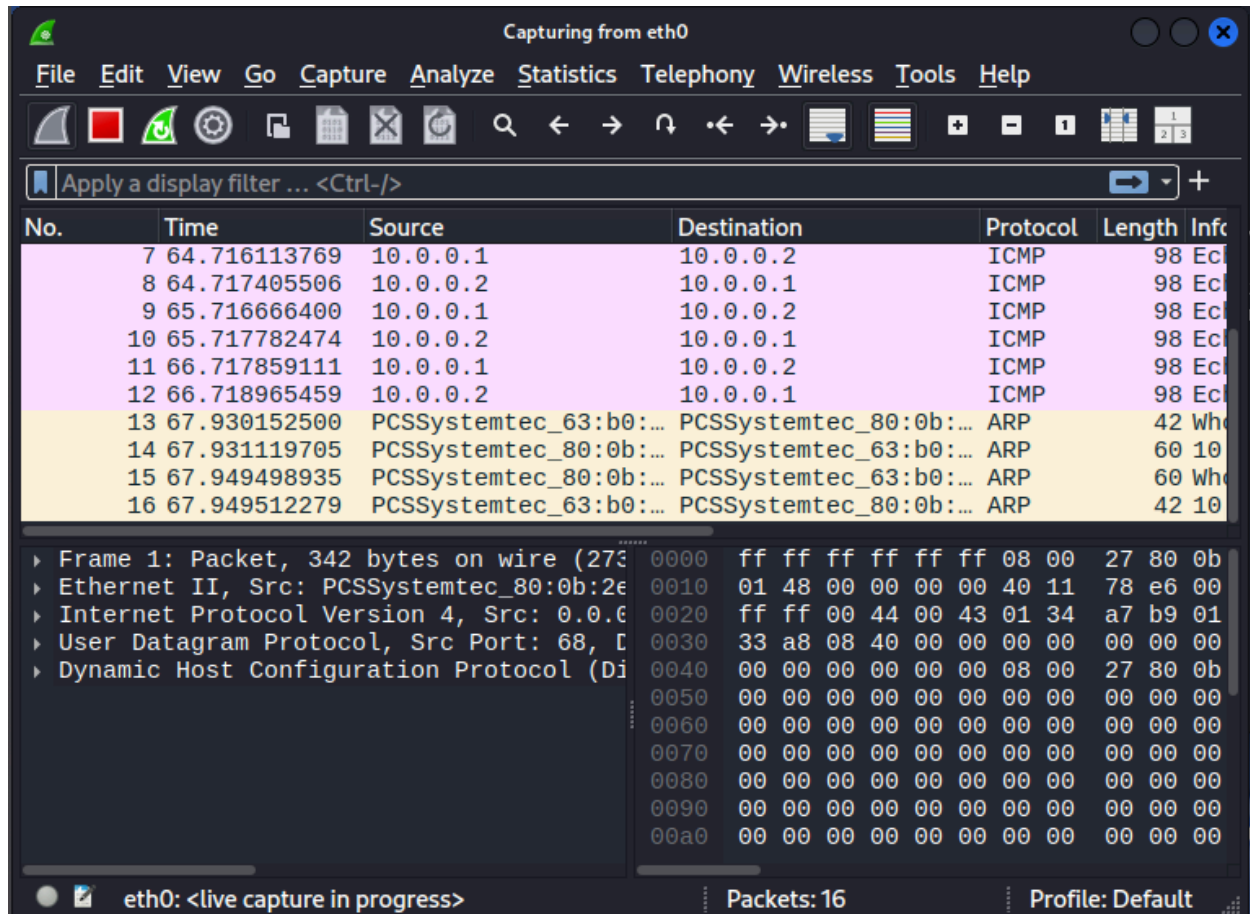 Capturing from eth0
File Edit View Go Capture Analyze Statistics Telephony Wireless Tools Help
Apply a display filter … <Ctrl-/>
No. Time Source Destination Protocol Length Info
7 64.716113769 10.0.0.1 10.0.0.2 ICMP 98 Ecl
8 64.717405506 10.0.0.2 10.0.0.1 ICMP 98 Ecl
9 65.716666400 10.0.0.1 10.0.0.2 ICMP 98 Ecl
10 65.717782474 10.0.0.2 10.0.0.1 ICMP 98 Ecl
11 66.717859111 10.0.0.1 10.0.0.2 ICMP 98 Ecl
12 66.718965459 10.0.0.2 10.0.0.1 ICMP 98 Ecl
13 67.930152500 PCSSystemtec_63:b0:… PCSSystemtec_80:0b:… ARP 42 Who
14 67.931119705 PCSSystemtec_80:0b:… PCSSystemtec_63:b0:… ARP 60 10
15 67.949498935 PCSSystemtec_80:0b:… PCSSystemtec_63:b0:… ARP 60 Who
16 67.949512279 PCSSystemtec_63:b0:… PCSSystemtec_80:0b:… ARP 42 10
Frame 1: Packet, 342 bytes on wire (273
Ethernet II, Src: PCSSystemtec_80:0b:2e
Internet Protocol Version 4, Src: 0.0.0
User Datagram Protocol, Src Port: 68, D
Dynamic Host Configuration Protocol (Di
0000 ff ff ff ff ff ff 08 00 27 80 0b
0010 01 48 00 00 00 00 40 11 78 e6 00
0020 ff ff 00 44 00 43 01 34 a7 b9 01
0030 33 a8 08 40 00 00 00 00 00 00 00
0040 00 00 00 00 00 00 08 00 27 80 0b
0050 00 00 00 00 00 00 00 00 00 00 00
0060 00 00 00 00 00 00 00 00 00 00 00
0070 00 00 00 00 00 00 00 00 00 00 00
0080 00 00 00 00 00 00 00 00 00 00 00
0090 00 00 00 00 00 00 00 00 00 00 00
00a0 00 00 00 00 00 00 00 00 00 00 00
eth0: <live capture in progress> Packets: 16 Profile: Default